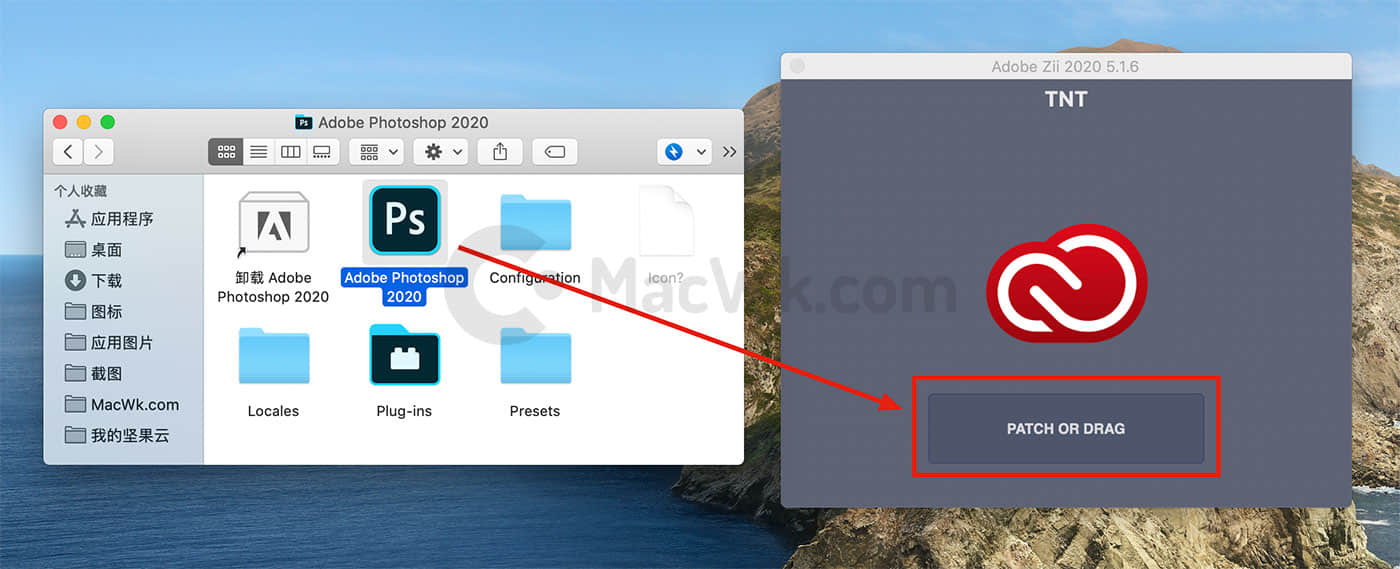 Adobe Photoshop 2020
个人收藏
应用程序
桌面
下载
图标
应用图片
截图
MacWk.com
我的坚果云
卸载 Adobe
Photoshop 2020
Ps
Adobe Photoshop
2020
Configuration
Icon?
Locales
Plug-ins
Presets
MacWk.com
Adobe Zii 2020 5.1.6
TNT
PATCH OR DRAG